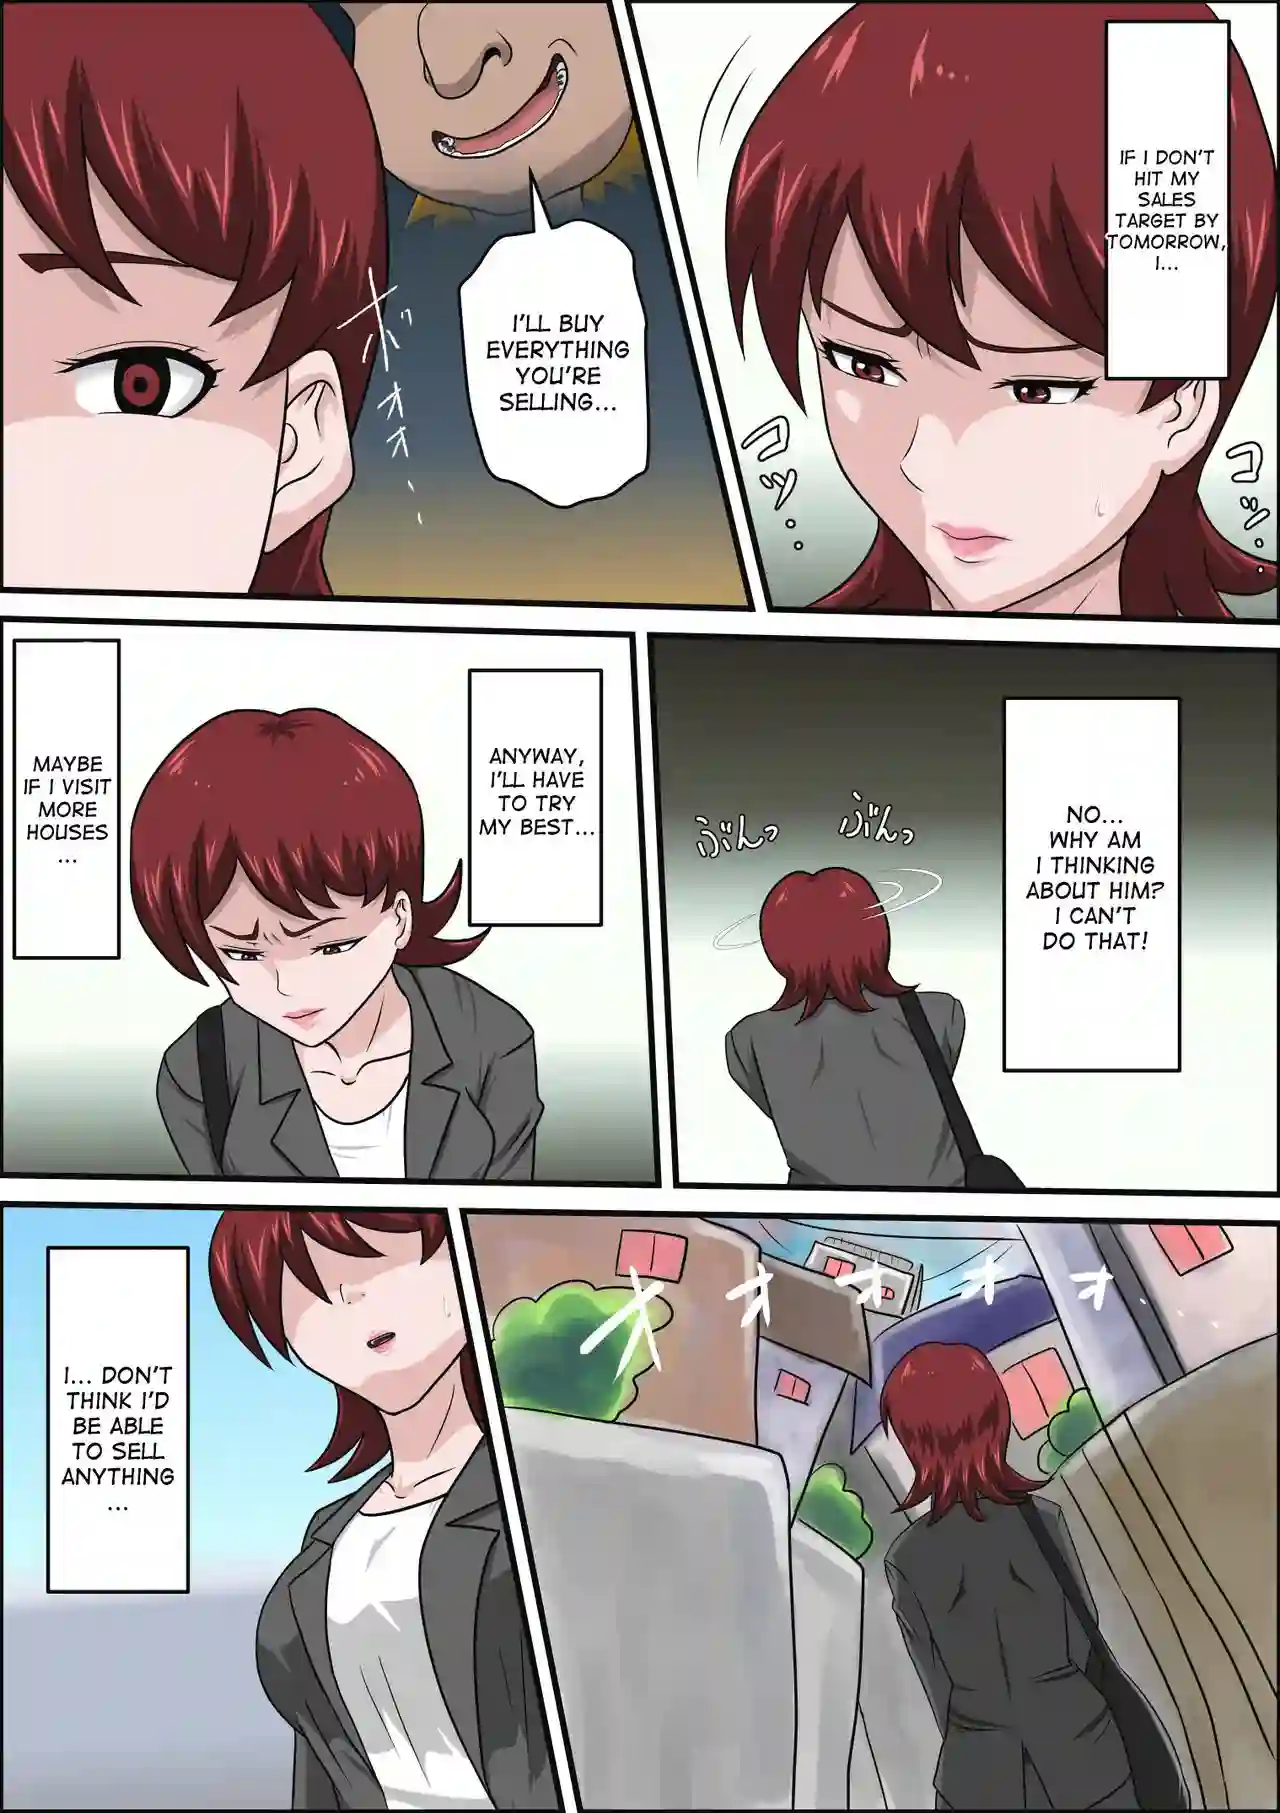 IF I DON'T
HIT MY
SALES
TARGET BY
TOMORROW,
I...
コ
ツ・・
コ
ツ・・
I'LL BUY
EVERYTHING
YOU'RE
SELLING...
ボ
オ
オ
NO...
WHY AM
I THINKING
ABOUT HIM?
I CAN'T
DO THAT!
ぶんっ
ぶんっ
ANYWAY,
I'LL HAVE
TO TRY
MY BEST...
MAYBE
IF I VISIT
MORE
HOUSES
...
オオオオオ
I... DON'T
THINK I'D
BE ABLE
TO SELL
ANYTHING
...